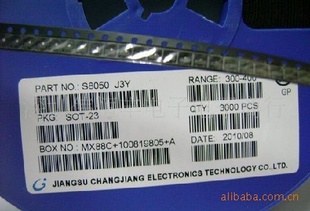 PART NO.: S8050 J3Y
RANGE: 300-400
GP
PKG: SOT-23
QTY: 3000 PCS
BOX NO: MX88C+100819805+A
DATE: 2010/08
JIANGSU CHANGJIANG ELECTRONICS TECHNOLOGY CO.LTD.
alibaba.com.cn